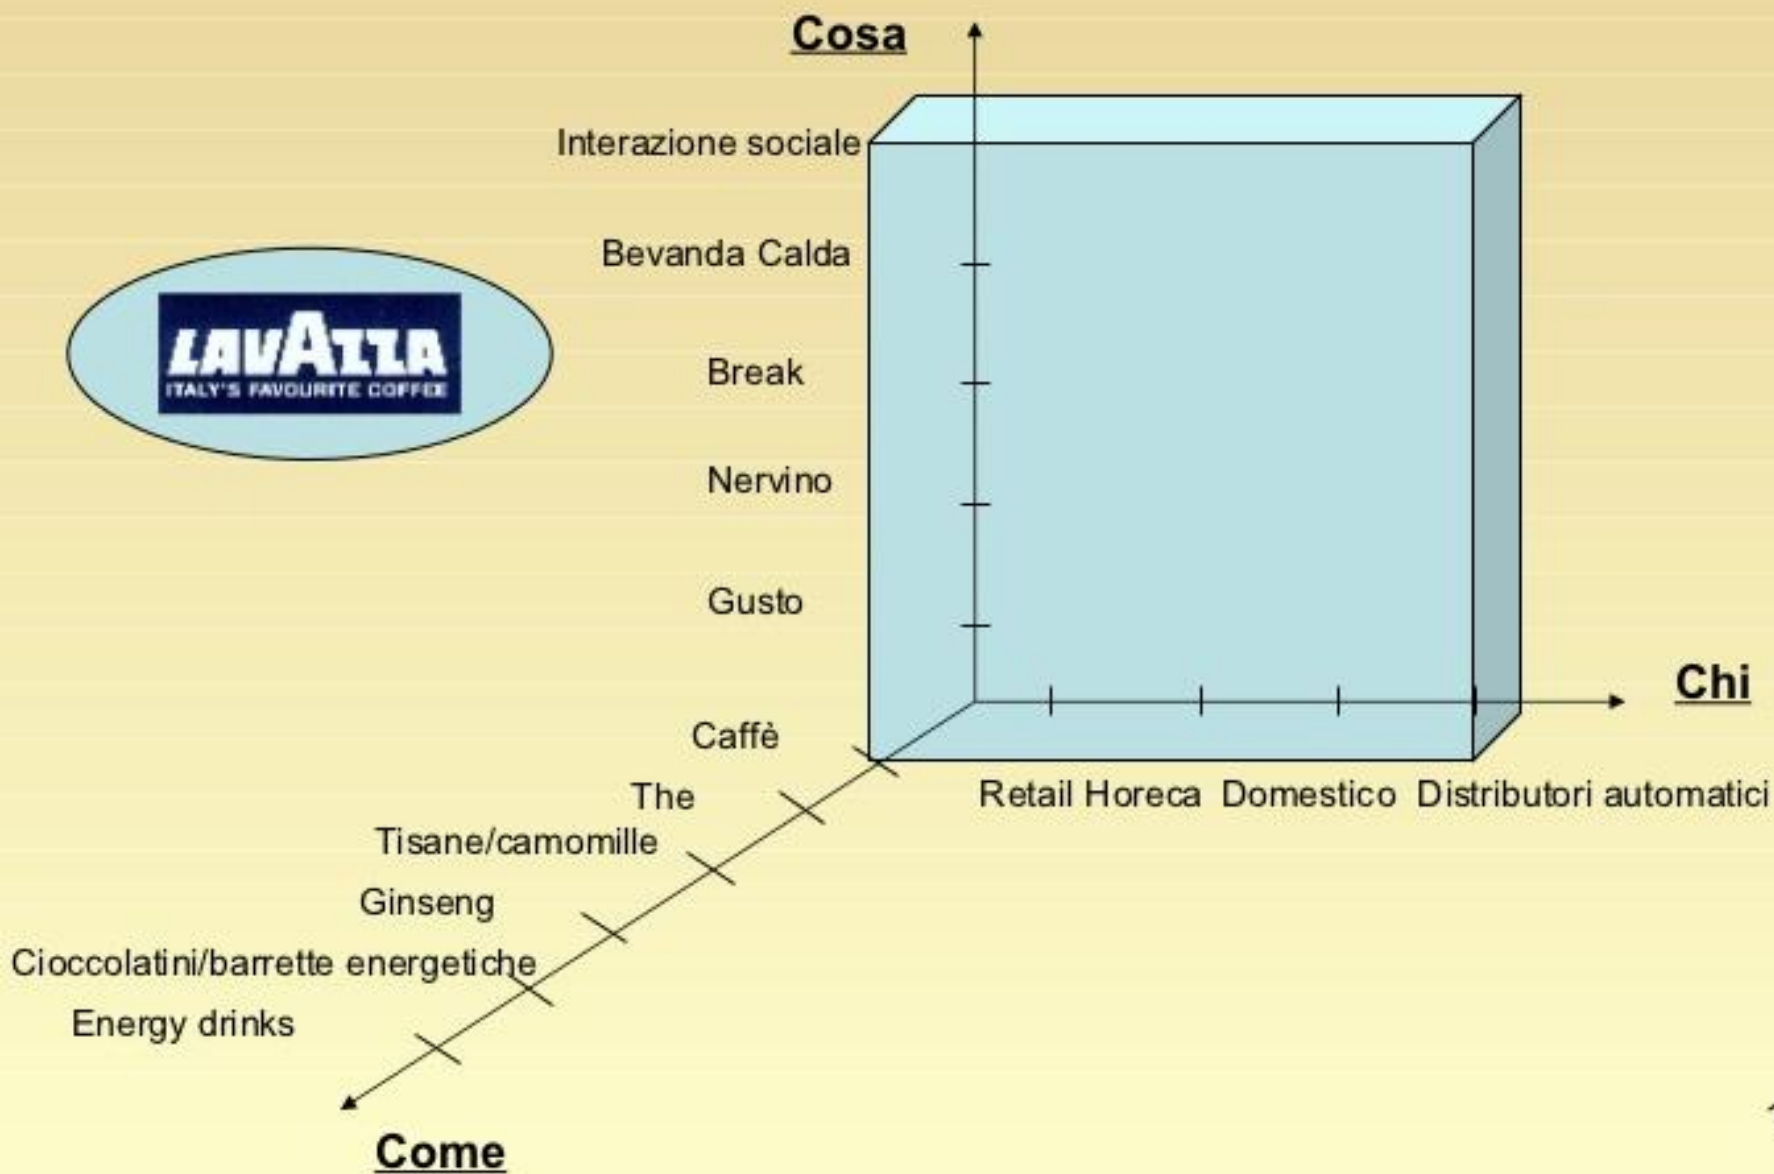 Cosa
Interazione sociale
Bevanda Calda
LAVAZZA
ITALY'S FAVOURITE COFFEE
Break
Nervino
Gusto
Chi
Caffè
Retail Horeca Domestico Distributori automatici
The
Tisane/camomille
Ginseng
Cioccolatini/barrette energetiche
Energy drinks
Come